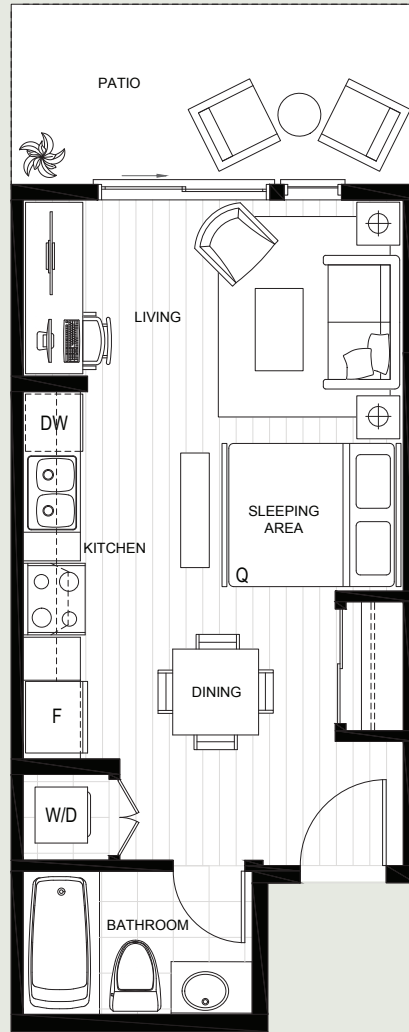 PATIO
LIVING
DW
SLEEPING
AREA
KITCHEN
Q
DINING
F
W/D
BATHROOM